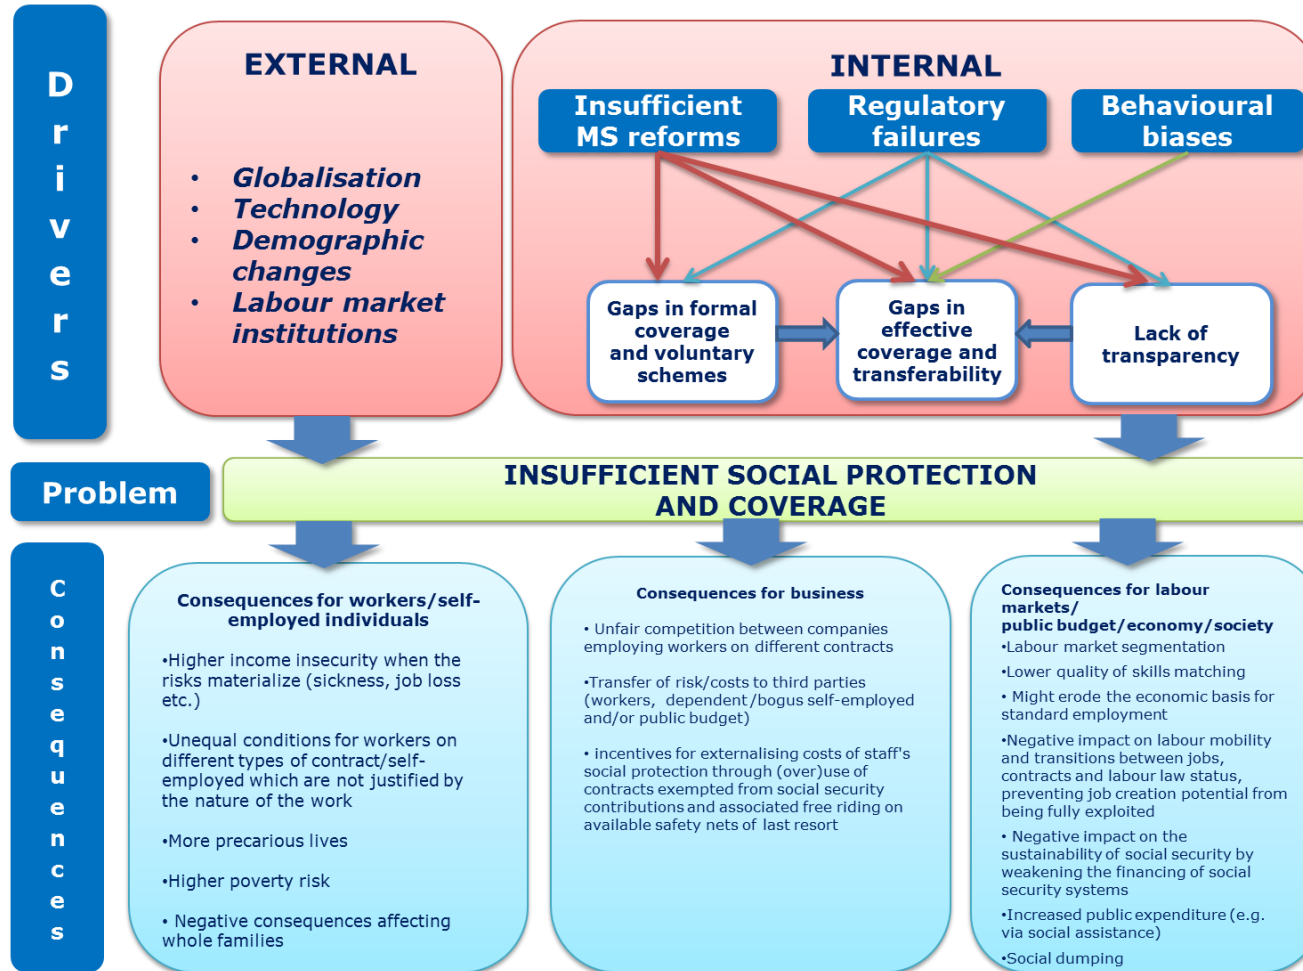 Drivers
EXTERNAL
• Globalisation
• Technology
• Demographic
changes
• Labour market
institutions
INTERNAL
Insufficient
MS reforms
Regulatory
failures
Behavioural
biases
Gaps in formal
coverage
and voluntary
schemes
Gaps in
effective
coverage and
transferability
Lack of
transparency
Problem
INSUFFICIENT SOCIAL PROTECTION
AND COVERAGE
Consequences
Consequences for workers/self-
employed individuals
•Higher income insecurity when the
risks materialize (sickness, job loss
etc.)
•Unequal conditions for workers on
different types of contract/self-
employed which are not justified by
the nature of the work
•More precarious lives
•Higher poverty risk
• Negative consequences affecting
whole families
Consequences for business
• Unfair competition between companies
employing workers on different contracts
•Transfer of risk/costs to third parties
(workers, dependent/bogus self-employed
and/or public budget)
• incentives for externalising costs of staff's
social protection through (over)use of
contracts exempted from social security
contributions and associated free riding on
available safety nets of last resort
Consequences for labour
markets/
public budget/economy/society
•Labour market segmentation
•Lower quality of skills matching
• Might erode the economic basis for
standard employment
•Negative impact on labour mobility
and transitions between jobs,
contracts and labour law status,
preventing job creation potential from
being fully exploited
• Negative impact on the
sustainability of social security by
weakening the financing of social
security systems
•Increased public expenditure (e.g.
via social assistance)
•Social dumping